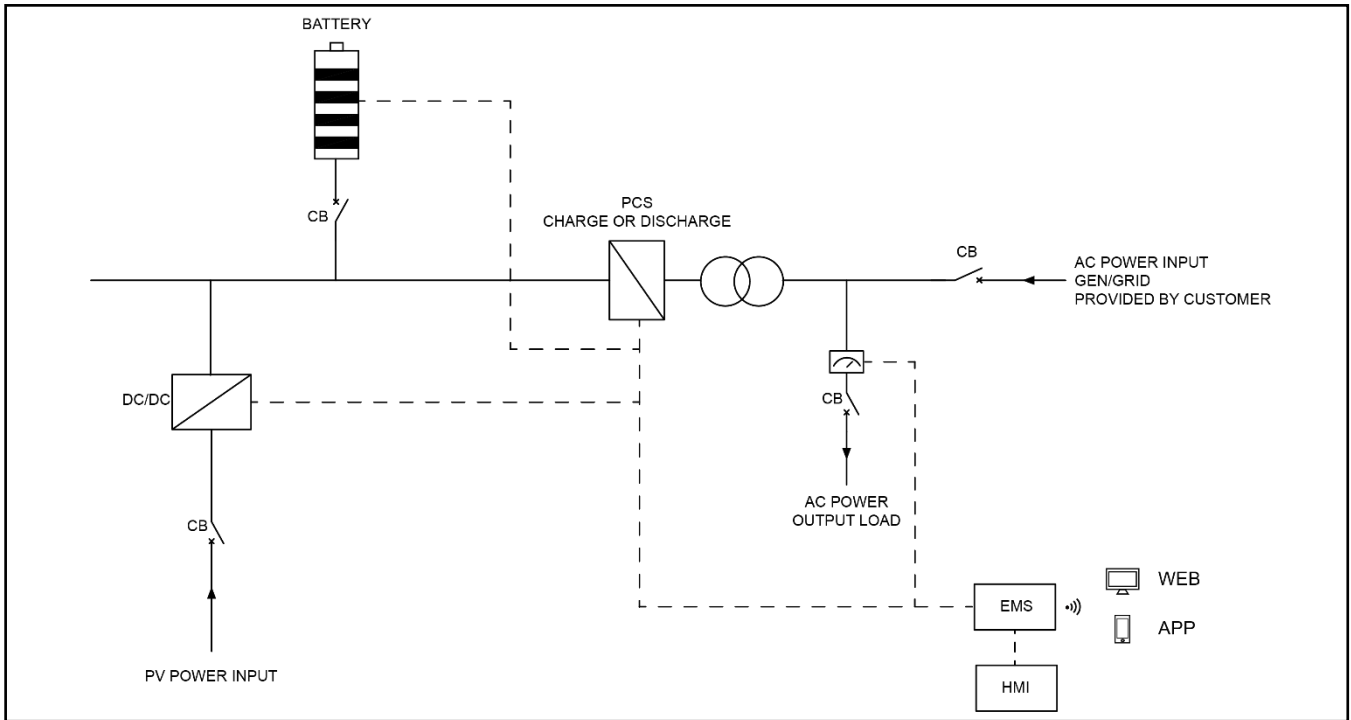 BATTERY
CB
PCS
CHARGE OR DISCHARGE
CB
AC POWER INPUT
GEN/GRID
PROVIDED BY CUSTOMER
DC/DC
CB
CB
AC POWER
OUTPUT LOAD
PV POWER INPUT
EMS
WEB
APP
HMI